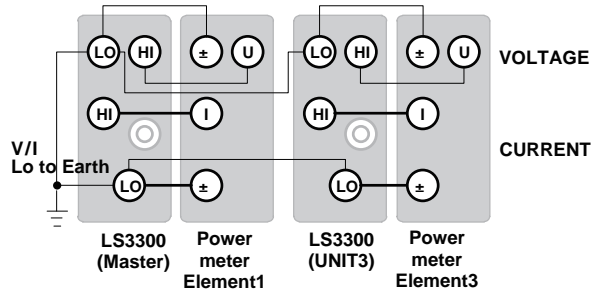 LO HI ± U LO HI ± U VOLTAGE
HI I HI I
V/I
Lo to Earth
CURRENT
LO ± LO ±
LS3300
(Master)
Power
meter
Element1
LS3300
(UNIT3)
Power
meter
Element3